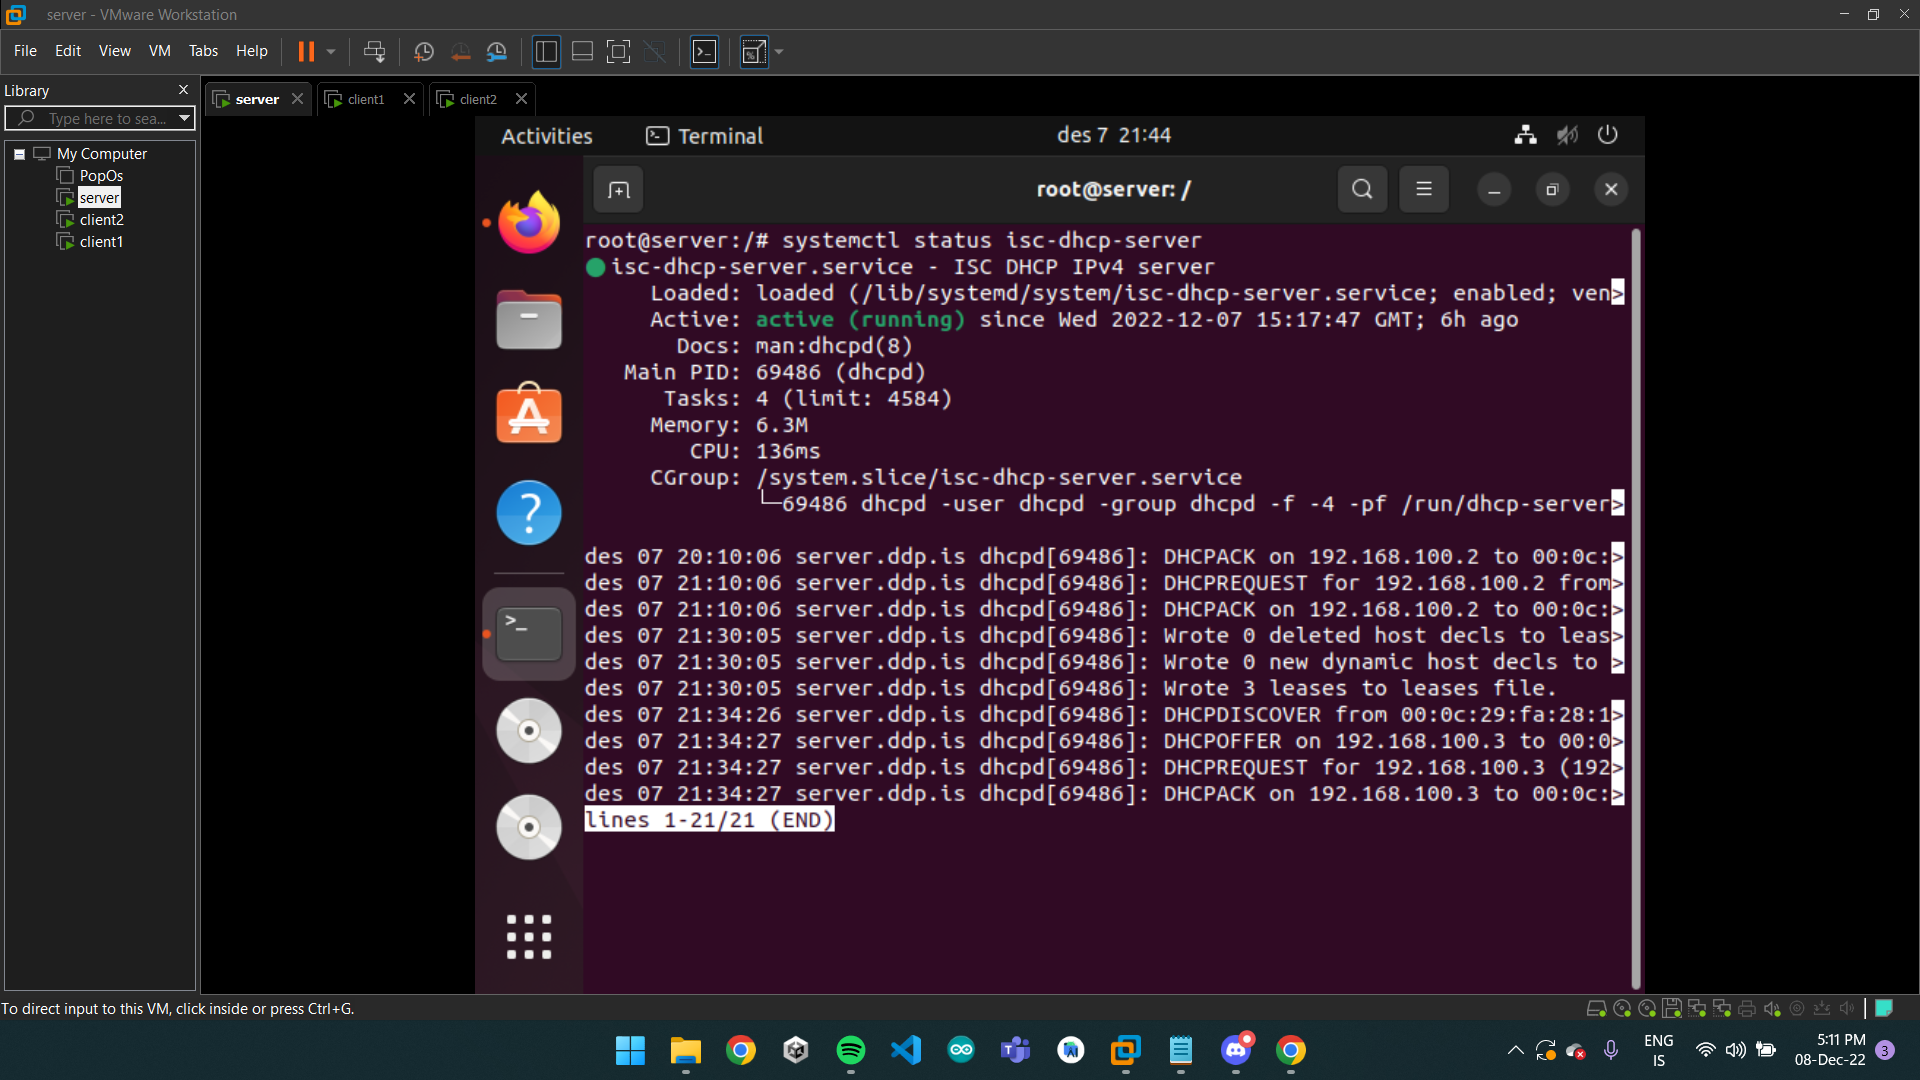 server - VMware Workstation
File Edit View VM Tabs Help
Library
Type here to sea...
My Computer
PopOs
server
client2
client1
server
client1
client2
Activities
Terminal
des 7 21:44
root@server: /
root@server:/# systemctl status isc-dhcp-server
isc-dhcp-server.service - ISC DHCP IPv4 server
Loaded: loaded (/lib/systemd/system/isc-dhcp-server.service; enabled; ven>
Active: active (running) since Wed 2022-12-07 15:17:47 GMT; 6h ago
Docs: man:dhcpd(8)
Main PID: 69486 (dhcpd)
Tasks: 4 (limit: 4584)
Memory: 6.3M
CPU: 136ms
CGroup: /system.slice/isc-dhcp-server.service
└─69486 dhcpd -user dhcpd -group dhcpd -f -4 -pf /run/dhcp-server>
des 07 20:10:06 server.ddp.is dhcpd[69486]: DHCPACK on 192.168.100.2 to 00:0c:>
des 07 21:10:06 server.ddp.is dhcpd[69486]: DHCPREQUEST for 192.168.100.2 from>
des 07 21:10:06 server.ddp.is dhcpd[69486]: DHCPACK on 192.168.100.2 to 00:0c:>
des 07 21:30:05 server.ddp.is dhcpd[69486]: Wrote 0 deleted host decls to leas>
des 07 21:30:05 server.ddp.is dhcpd[69486]: Wrote 0 new dynamic host decls to >
des 07 21:30:05 server.ddp.is dhcpd[69486]: Wrote 3 leases to leases file.
des 07 21:34:26 server.ddp.is dhcpd[69486]: DHCPDISCOVER from 00:0c:29:fa:28:1>
des 07 21:34:27 server.ddp.is dhcpd[69486]: DHCPOFFER on 192.168.100.3 to 00:0>
des 07 21:34:27 server.ddp.is dhcpd[69486]: DHCPREQUEST for 192.168.100.3 (192>
des 07 21:34:27 server.ddp.is dhcpd[69486]: DHCPACK on 192.168.100.3 to 00:0c:>
lines 1-21/21 (END)
To direct input to this VM, click inside or press Ctrl+G.
ENG
IS
5:11 PM
08-Dec-22
3